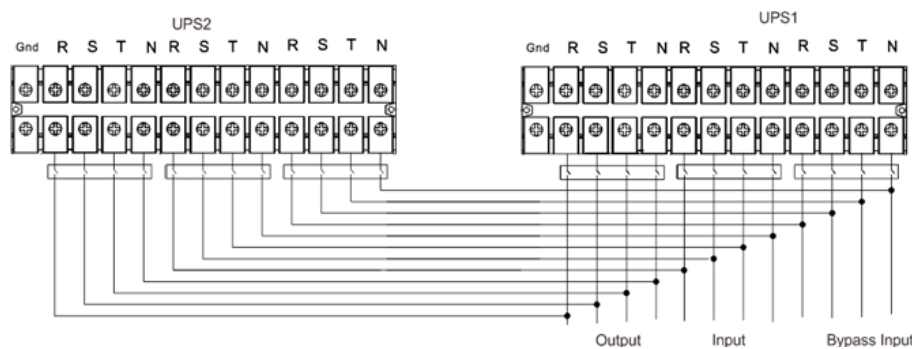 UPS2
UPS1
Gnd R S T N R S T N R S T N
Gnd R S T N R S T N R S T N
Output Input Bypass Input